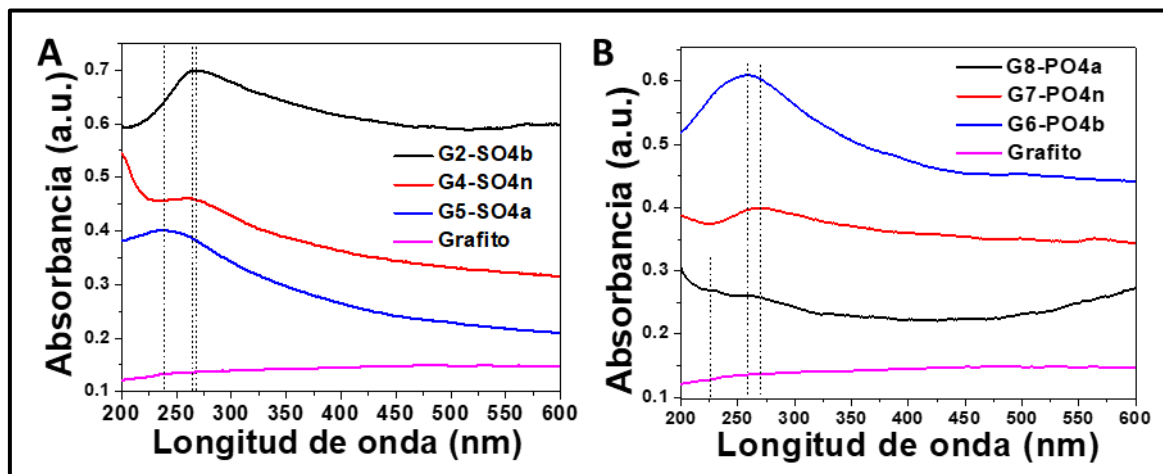 A
Absorbancia (a.u.)
0.7
0.6
0.5
0.4
0.3
0.2
0.1
G2-SO4b
G4-SO4n
G5-SO4a
Grafito
200 250 300 350 400 450 500 550 600
Longitud de onda (nm)
B
Absorbancia (a.u.)
0.6
0.5
0.4
0.3
0.2
0.1
G8-PO4a
G7-PO4n
G6-PO4b
Grafito
200 250 300 350 400 450 500 550 600
Longitud de onda (nm)